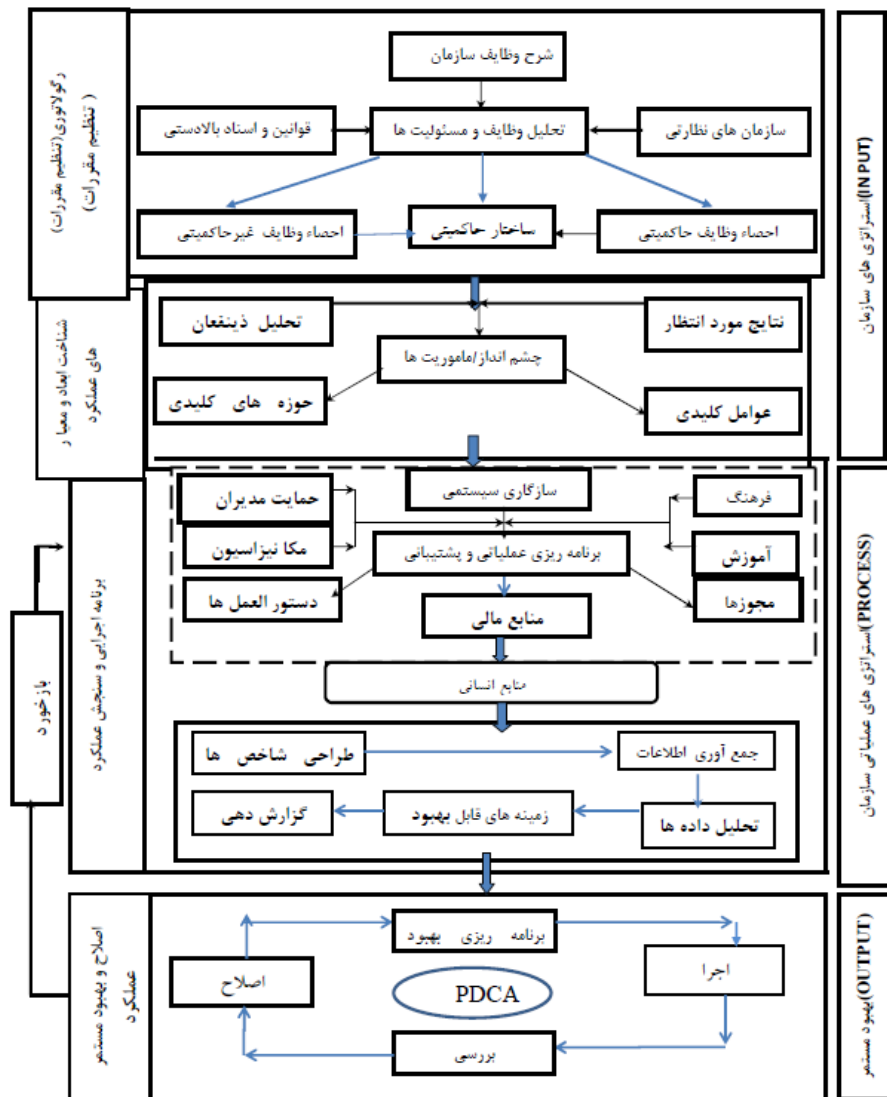 شرح وظایف سازمان
سازمان های نظارتی
تحلیل وظایف و مسئولیت ها
قوانین و اسناد بالادستی
احصاء وظایف حاکمیتی
ساختار حاکمیتی
احصاء وظایف غیرحاکمیتی
استراتژی های سازمان(INPUT)
رگولاتوری(تنظیم مقررات)
( تنظیم مقررات)
نتایج مورد انتظار
تحلیل ذینفعان
چشم انداز/ماموریت ها
عوامل کلیدی
حوزه های کلیدی
شناخت ابعاد و معیا ر
های عملکرد
سازگاری سیستمی
فرهنگ
حمایت مدیران
آموزش
برنامه ریزی عملیاتی و پشتیبانی
مکا نیزاسیون
مجوزها
منابع مالی
دستور العمل ها
منابع انسانی
طراحی شاخص ها
جمع آوری اطلاعات
تحلیل داده ها
زمینه های قابل بهبود
گزارش دهی
استراتژی های عملیاتی سازمان(PROCESS)
برنامه اجرایی و سنجش عملکرد
بازخورد
برنامه ریزی بهبود
اجرا
اصلاح
PDCA
بررسی
بهبود مستمر(OUTPUT)
اصلاح و بهبود مستمر
عملکرد